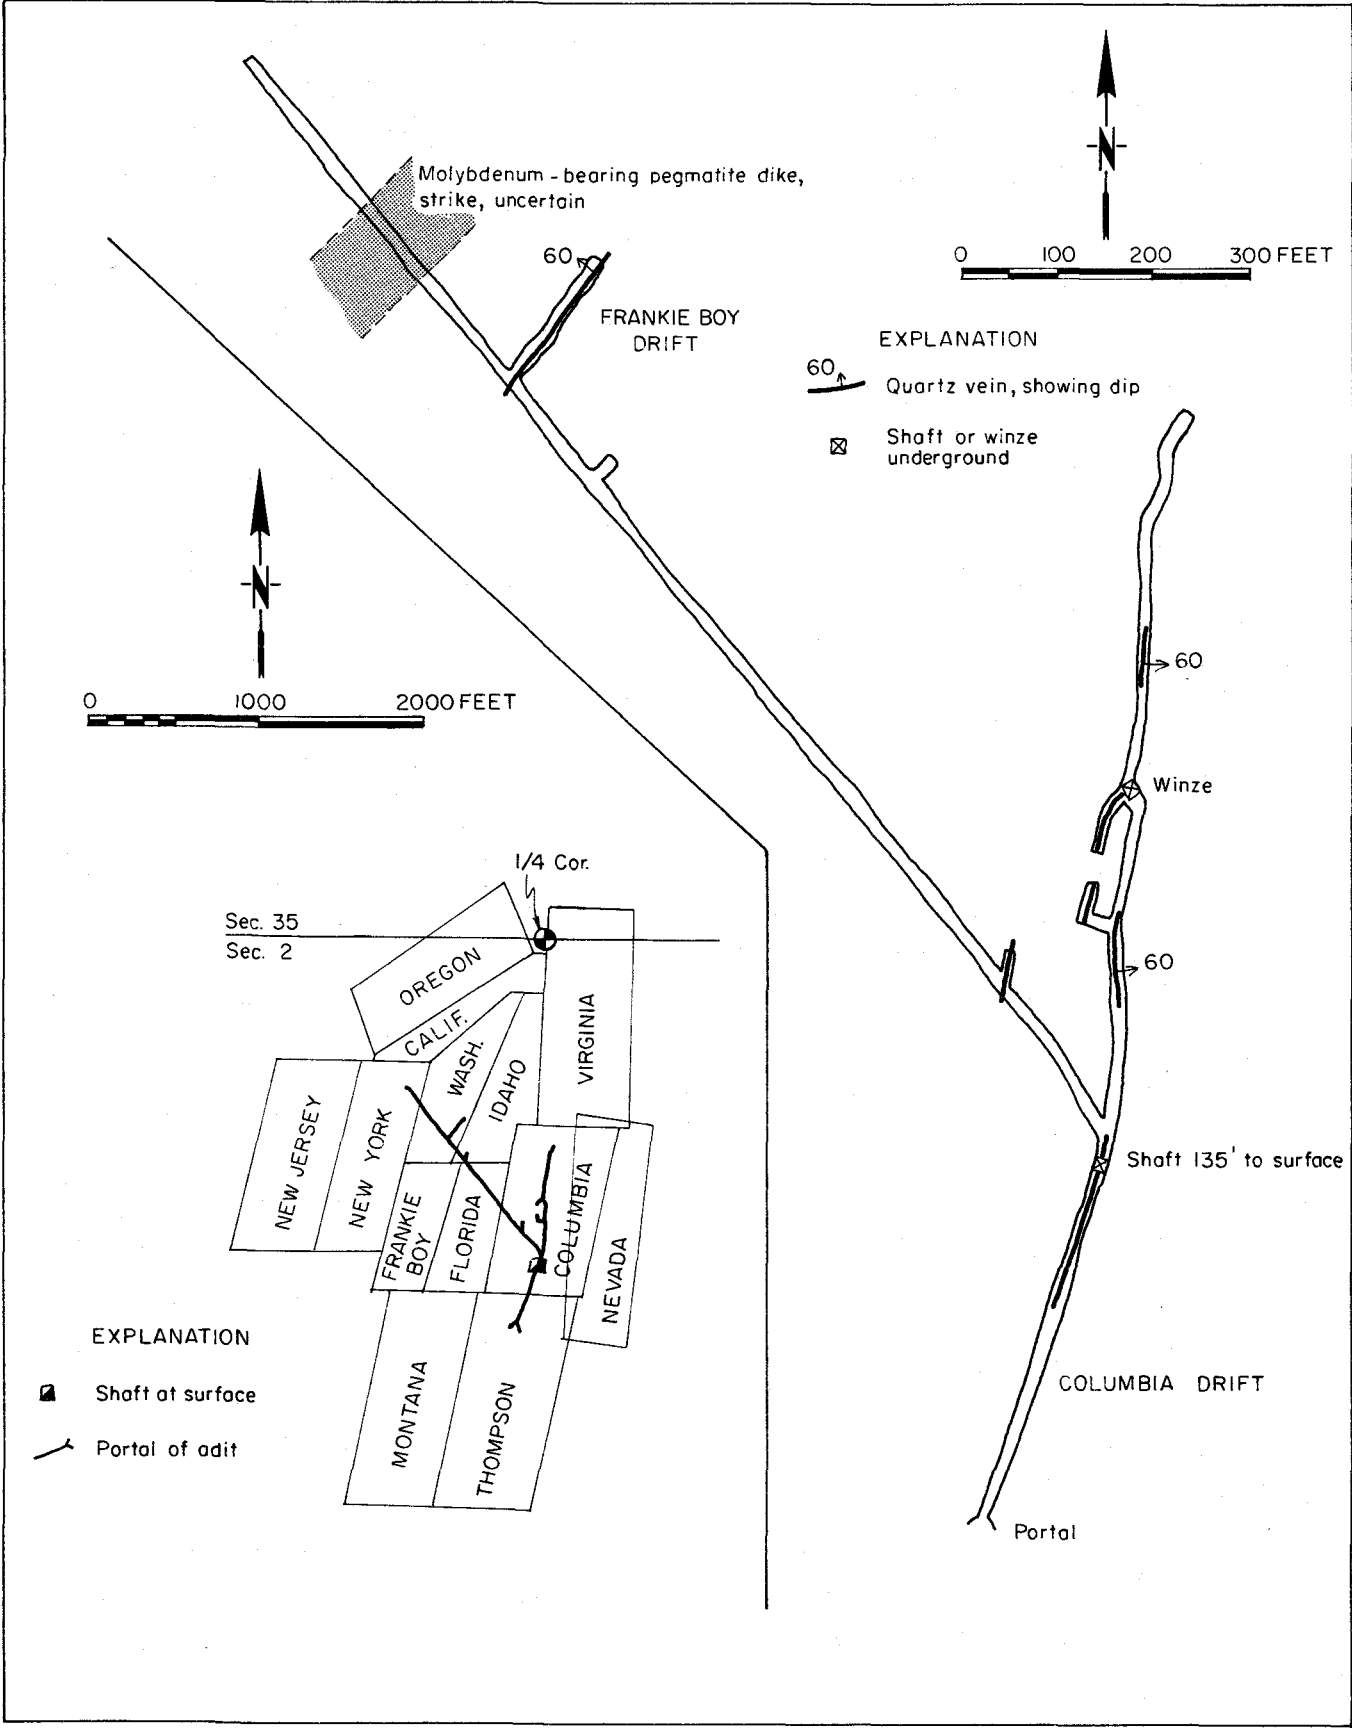 Molybdenum - bearing pegmatite dike,
strike, uncertain
60
FRANKIE BOY
DRIFT
N
0 100 200 300 FEET
EXPLANATION
60
Quartz vein, showing dip
Shaft or winze
underground
N
0 1000 2000 FEET
60
Winze
60
Shaft 135' to surface
COLUMBIA DRIFT
Portal
1/4 Cor.
Sec. 35
Sec. 2
OREGON
CALIF.
WASH.
IDAHO
VIRGINIA
NEW JERSEY
NEW YORK
FRANKIE
BOY
FLORIDA
COLUMBIA
NEVADA
MONTANA
THOMPSON
EXPLANATION
Shaft at surface
Portal of adit